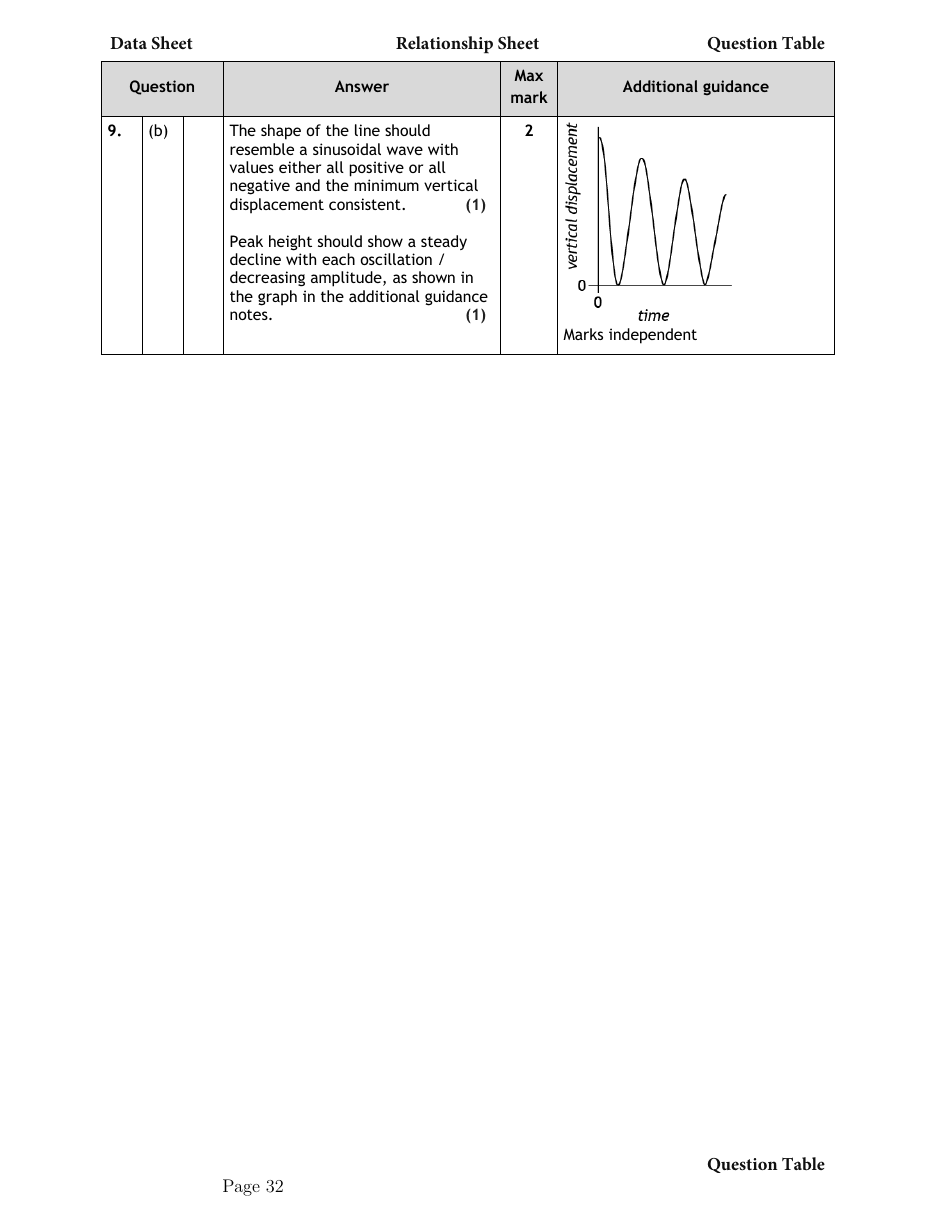 Data Sheet Relationship Sheet Question Table
Question Answer Max mark Additional guidance
9. (b)
The shape of the line should
resemble a sinusoidal wave with
values either all positive or all
negative and the minimum vertical
displacement consistent. (1)
Peak height should show a steady
decline with each oscillation /
decreasing amplitude, as shown in
the graph in the additional guidance
notes. (1)
2
vertical displacement
0
0
time
Marks independent
Question Table
Page 32